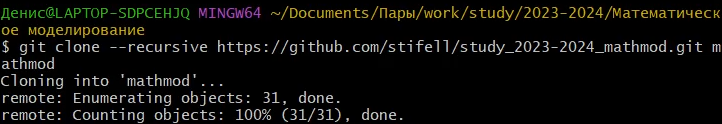 Денис@LAPTOP-SDPCEHJQ MINGW64 ~/Documents/Пары/work/study/2023-2024/Математическ
ое моделирование
$ git clone --recursive https://github.com/stifell/study_2023-2024_mathmod.git m
athmod
Cloning into 'mathmod'...
remote: Enumerating objects: 31, done.
remote: Counting objects: 100% (31/31), done.